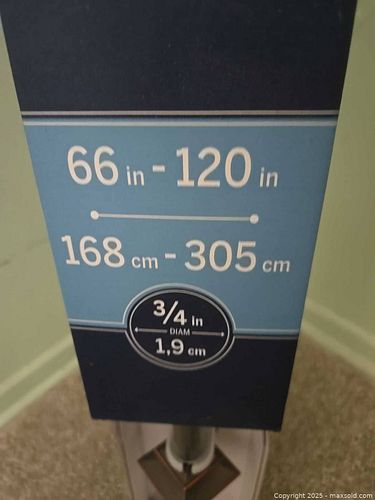 66 in - 120 in
168 cm - 305 cm
3/4 in
DIAM
1,9 cm
Copyright 2025 - maxsold.com